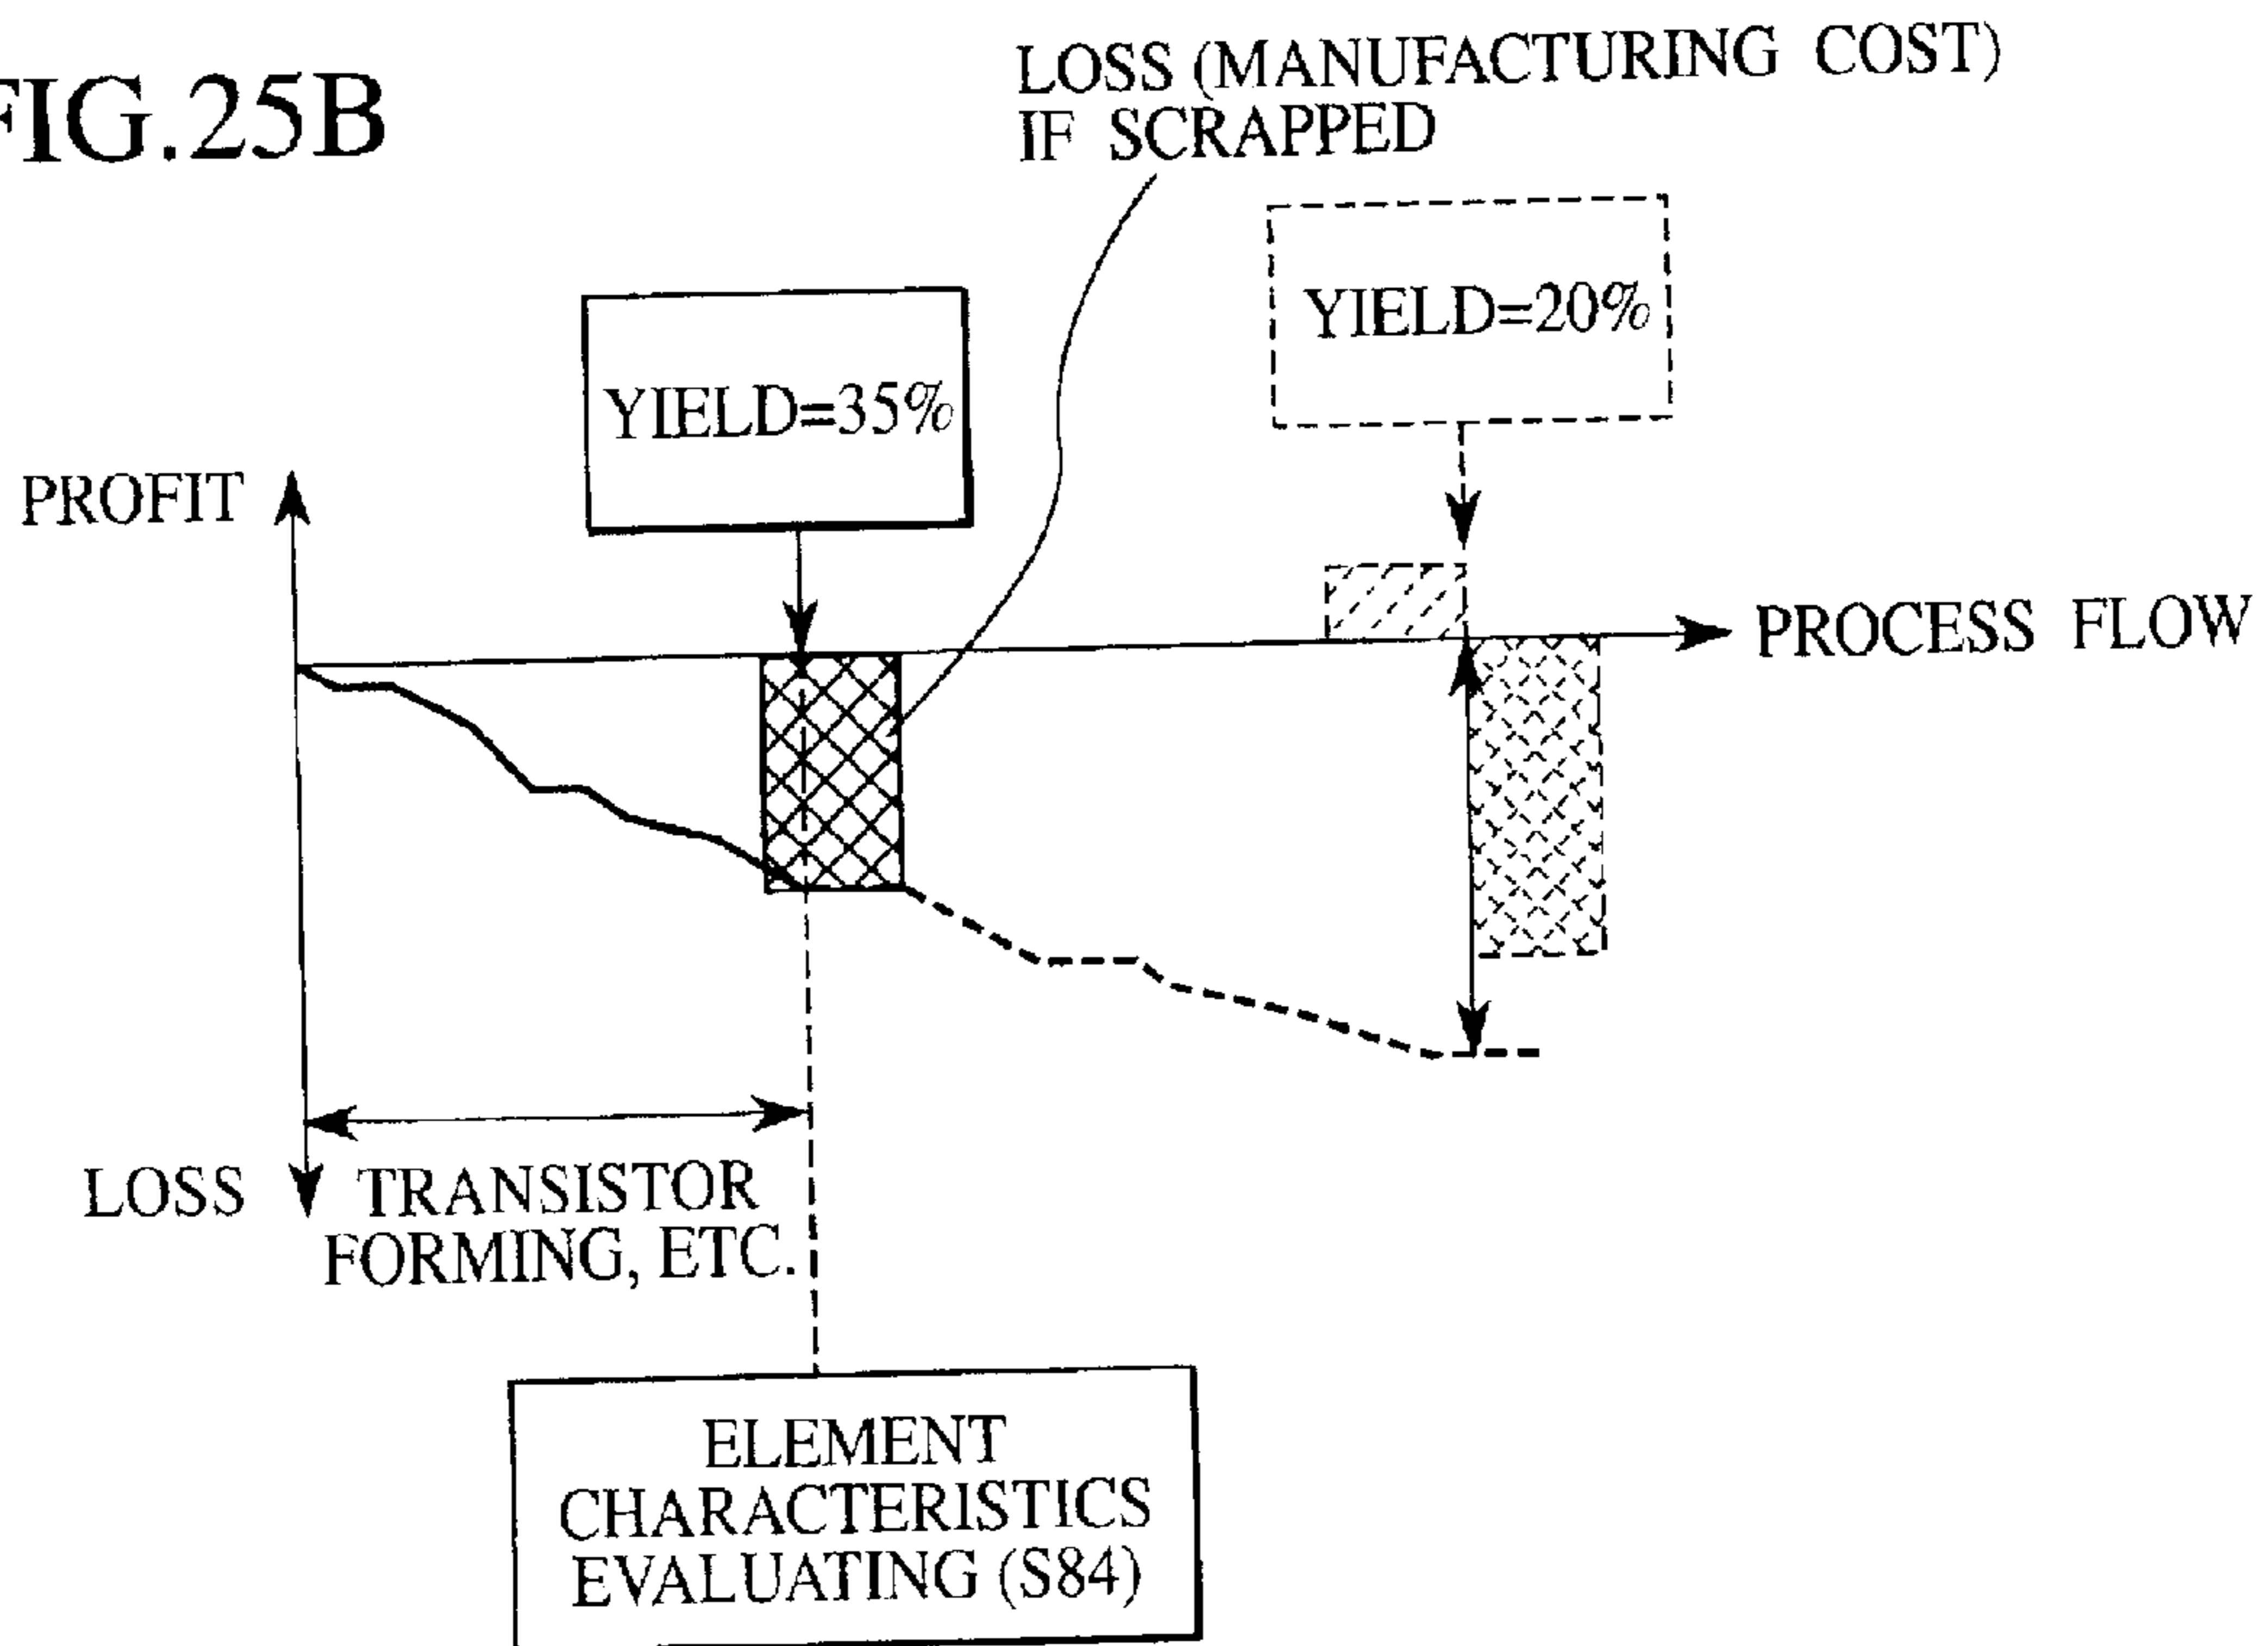 FIG.25B
LOSS (MANUFACTURING COST)
IF SCRAPPED
YIELD=20%
YIELD=35%
PROFIT
PROCESS FLOW
LOSS
TRANSISTOR
FORMING, ETC.
ELEMENT
CHARACTERISTICS
EVALUATING (S84)